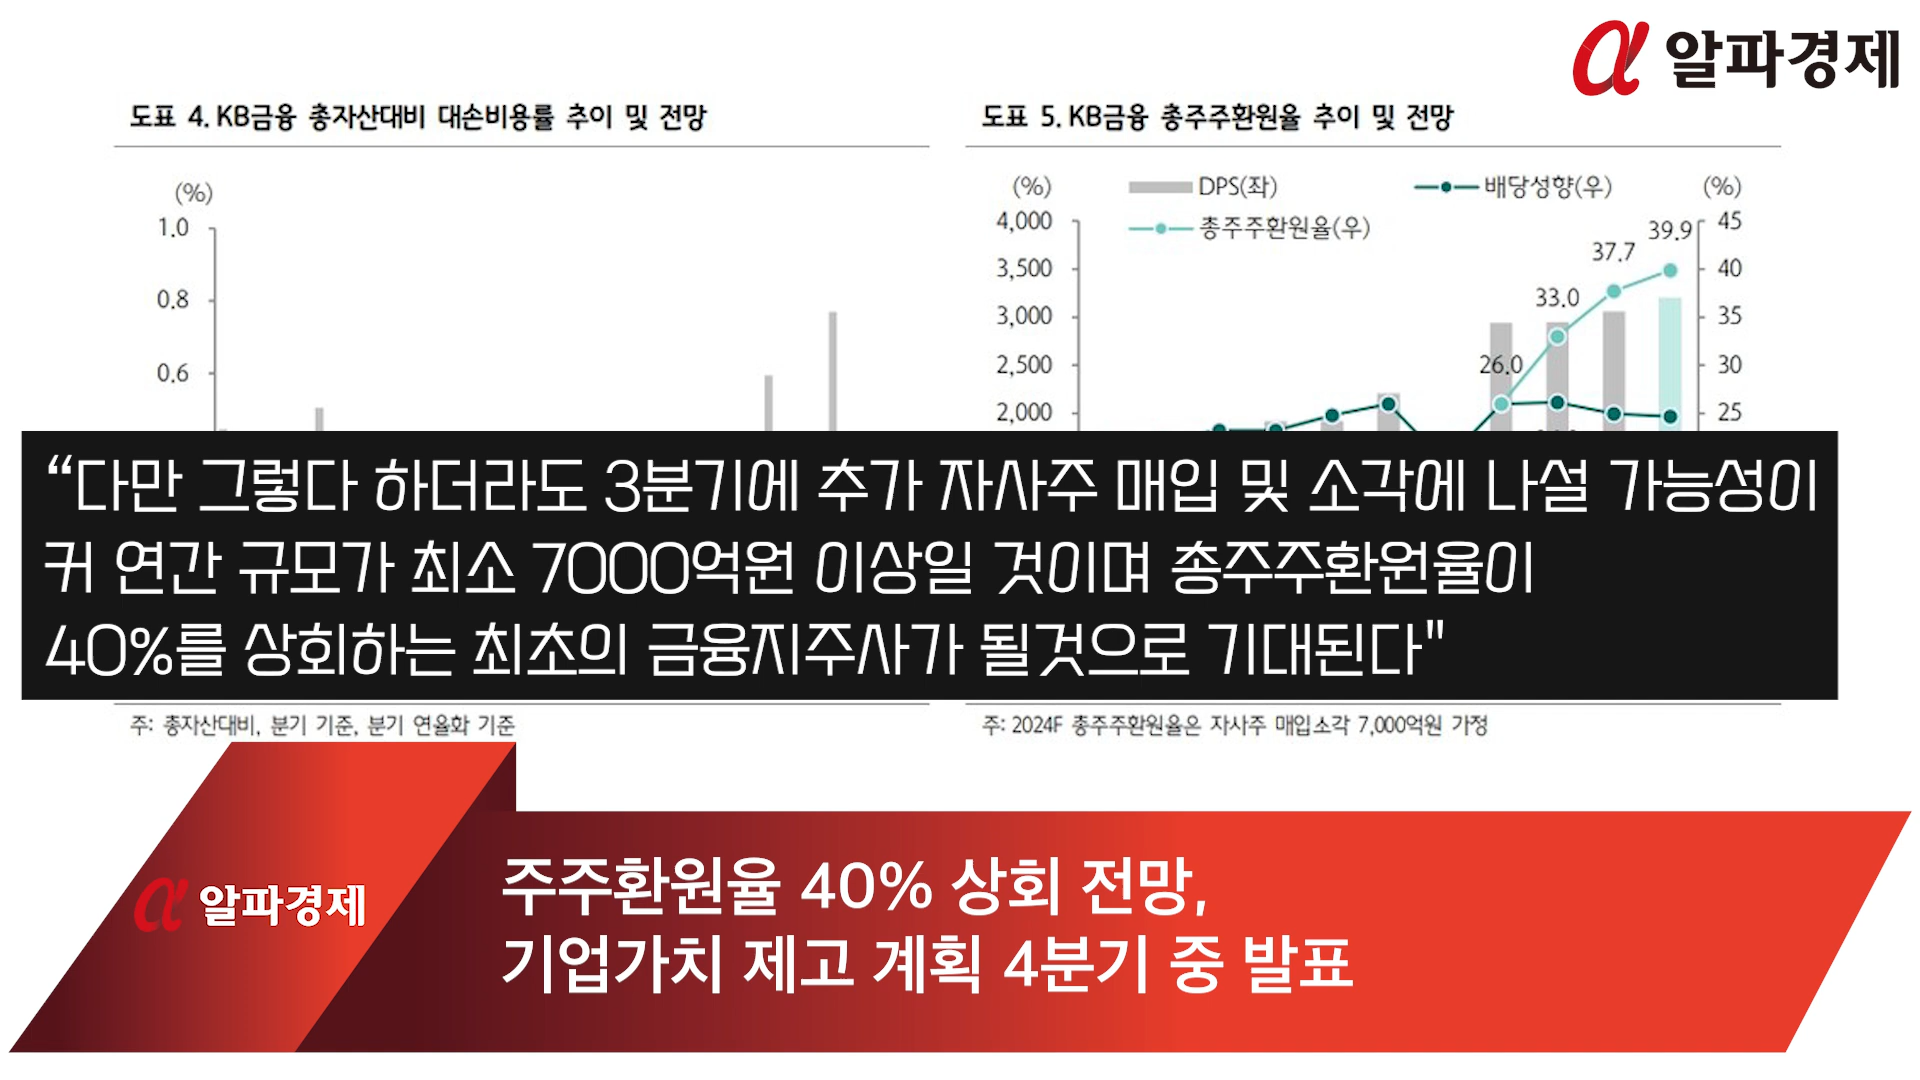 알파경제
도표 4. KB금융 총자산대비 대손비용률 추이 및 전망
(%)
1.0
0.8
0.6
도표 5. KB금융 총주주환원율 추이 및 전망
(%)
DPS(좌)
배당성향(우)
(%)
총주주환원율(우)
4,000
3,500
3,000
2,500
2,000
45
40
35
30
25
26.0
33.0
37.7
39.9
“다만 그렇다 하더라도 3분기에 추가 자사주 매입 및 소각에 나설 가능성이
커 연간 규모가 최소 7000억원 이상일 것이며 총주주환원율이
40%를 상회하는 최초의 금융지주사가 될것으로 기대된다"
주: 총자산대비, 분기 기준, 분기 연율화 기준
주: 2024F 총주주환원율은 자사주 매입소각 7,000억원 가정
알파경제
주주환원율 40% 상회 전망,
기업가치 제고 계획 4분기 중 발표